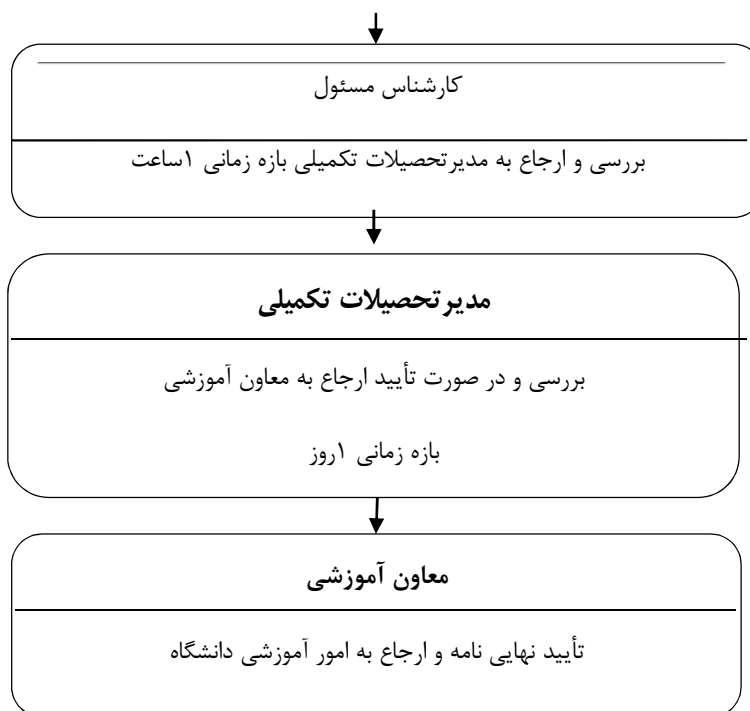 کارشناس مسئول
بررسی و ارجاع به مدیرتحصیلات تکمیلی بازه زمانی ۱ساعت
مدیرتحصیلات تکمیلی
بررسی و در صورت تأیید ارجاع به معاون آموزشی
بازه زمانی ۱روز
معاون آموزشی
تأیید نهایی نامه و ارجاع به امور آموزشی دانشگاه